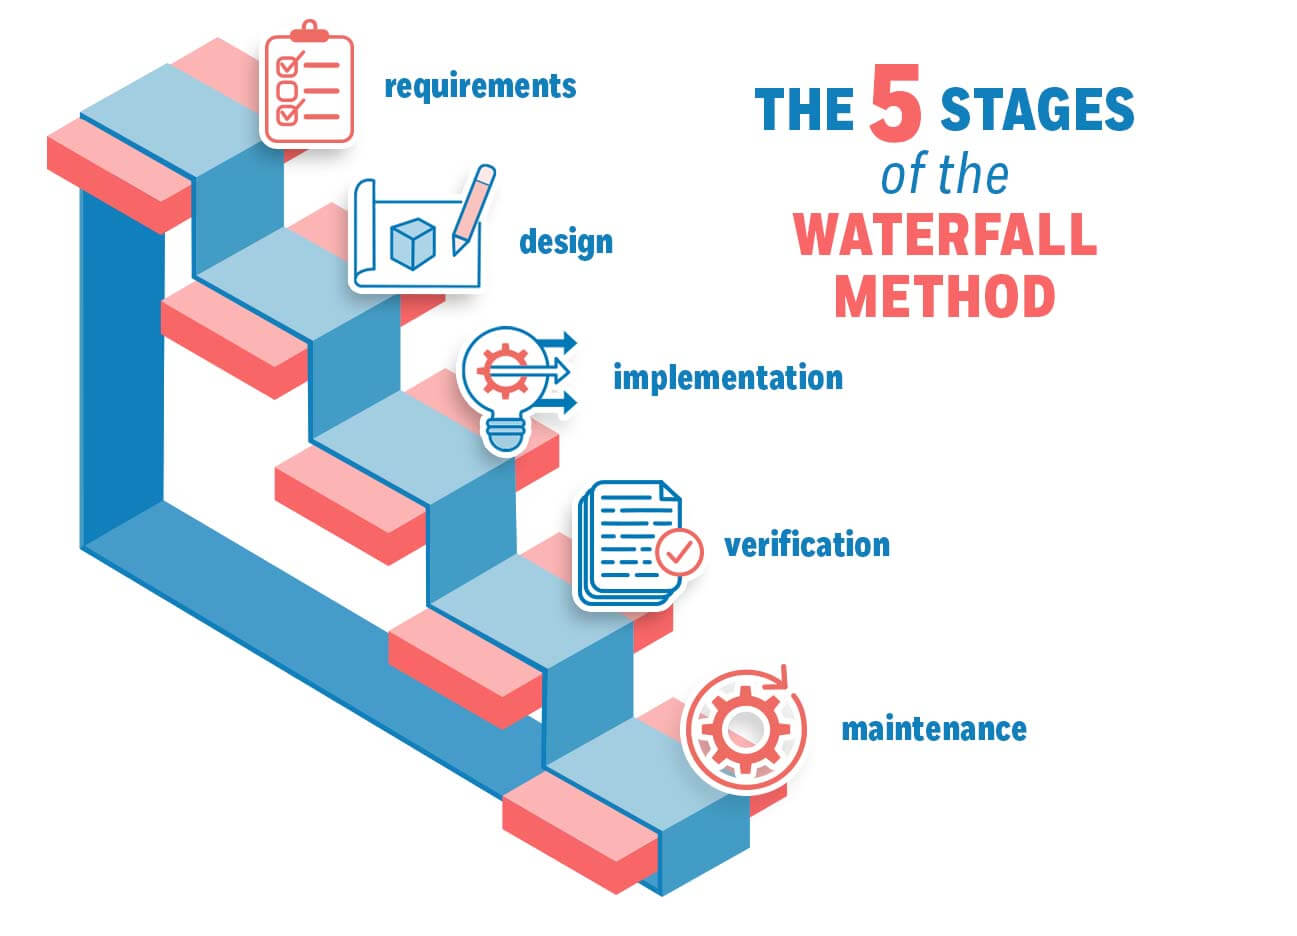 THE 5 STAGES
of the
WATERFALL
METHOD
requirements
design
implementation
verification
maintenance